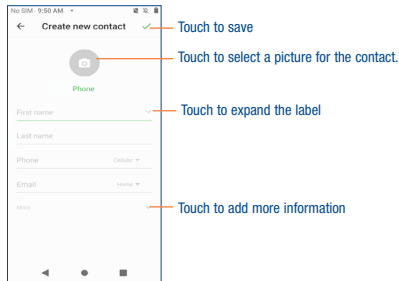 No SIM · 9:50 AM
Create new contact
Touch to save
Touch to select a picture for the contact.
Phone
First name
Touch to expand the label
Last name
Phone Cellular
Email Home
More
Touch to add more information